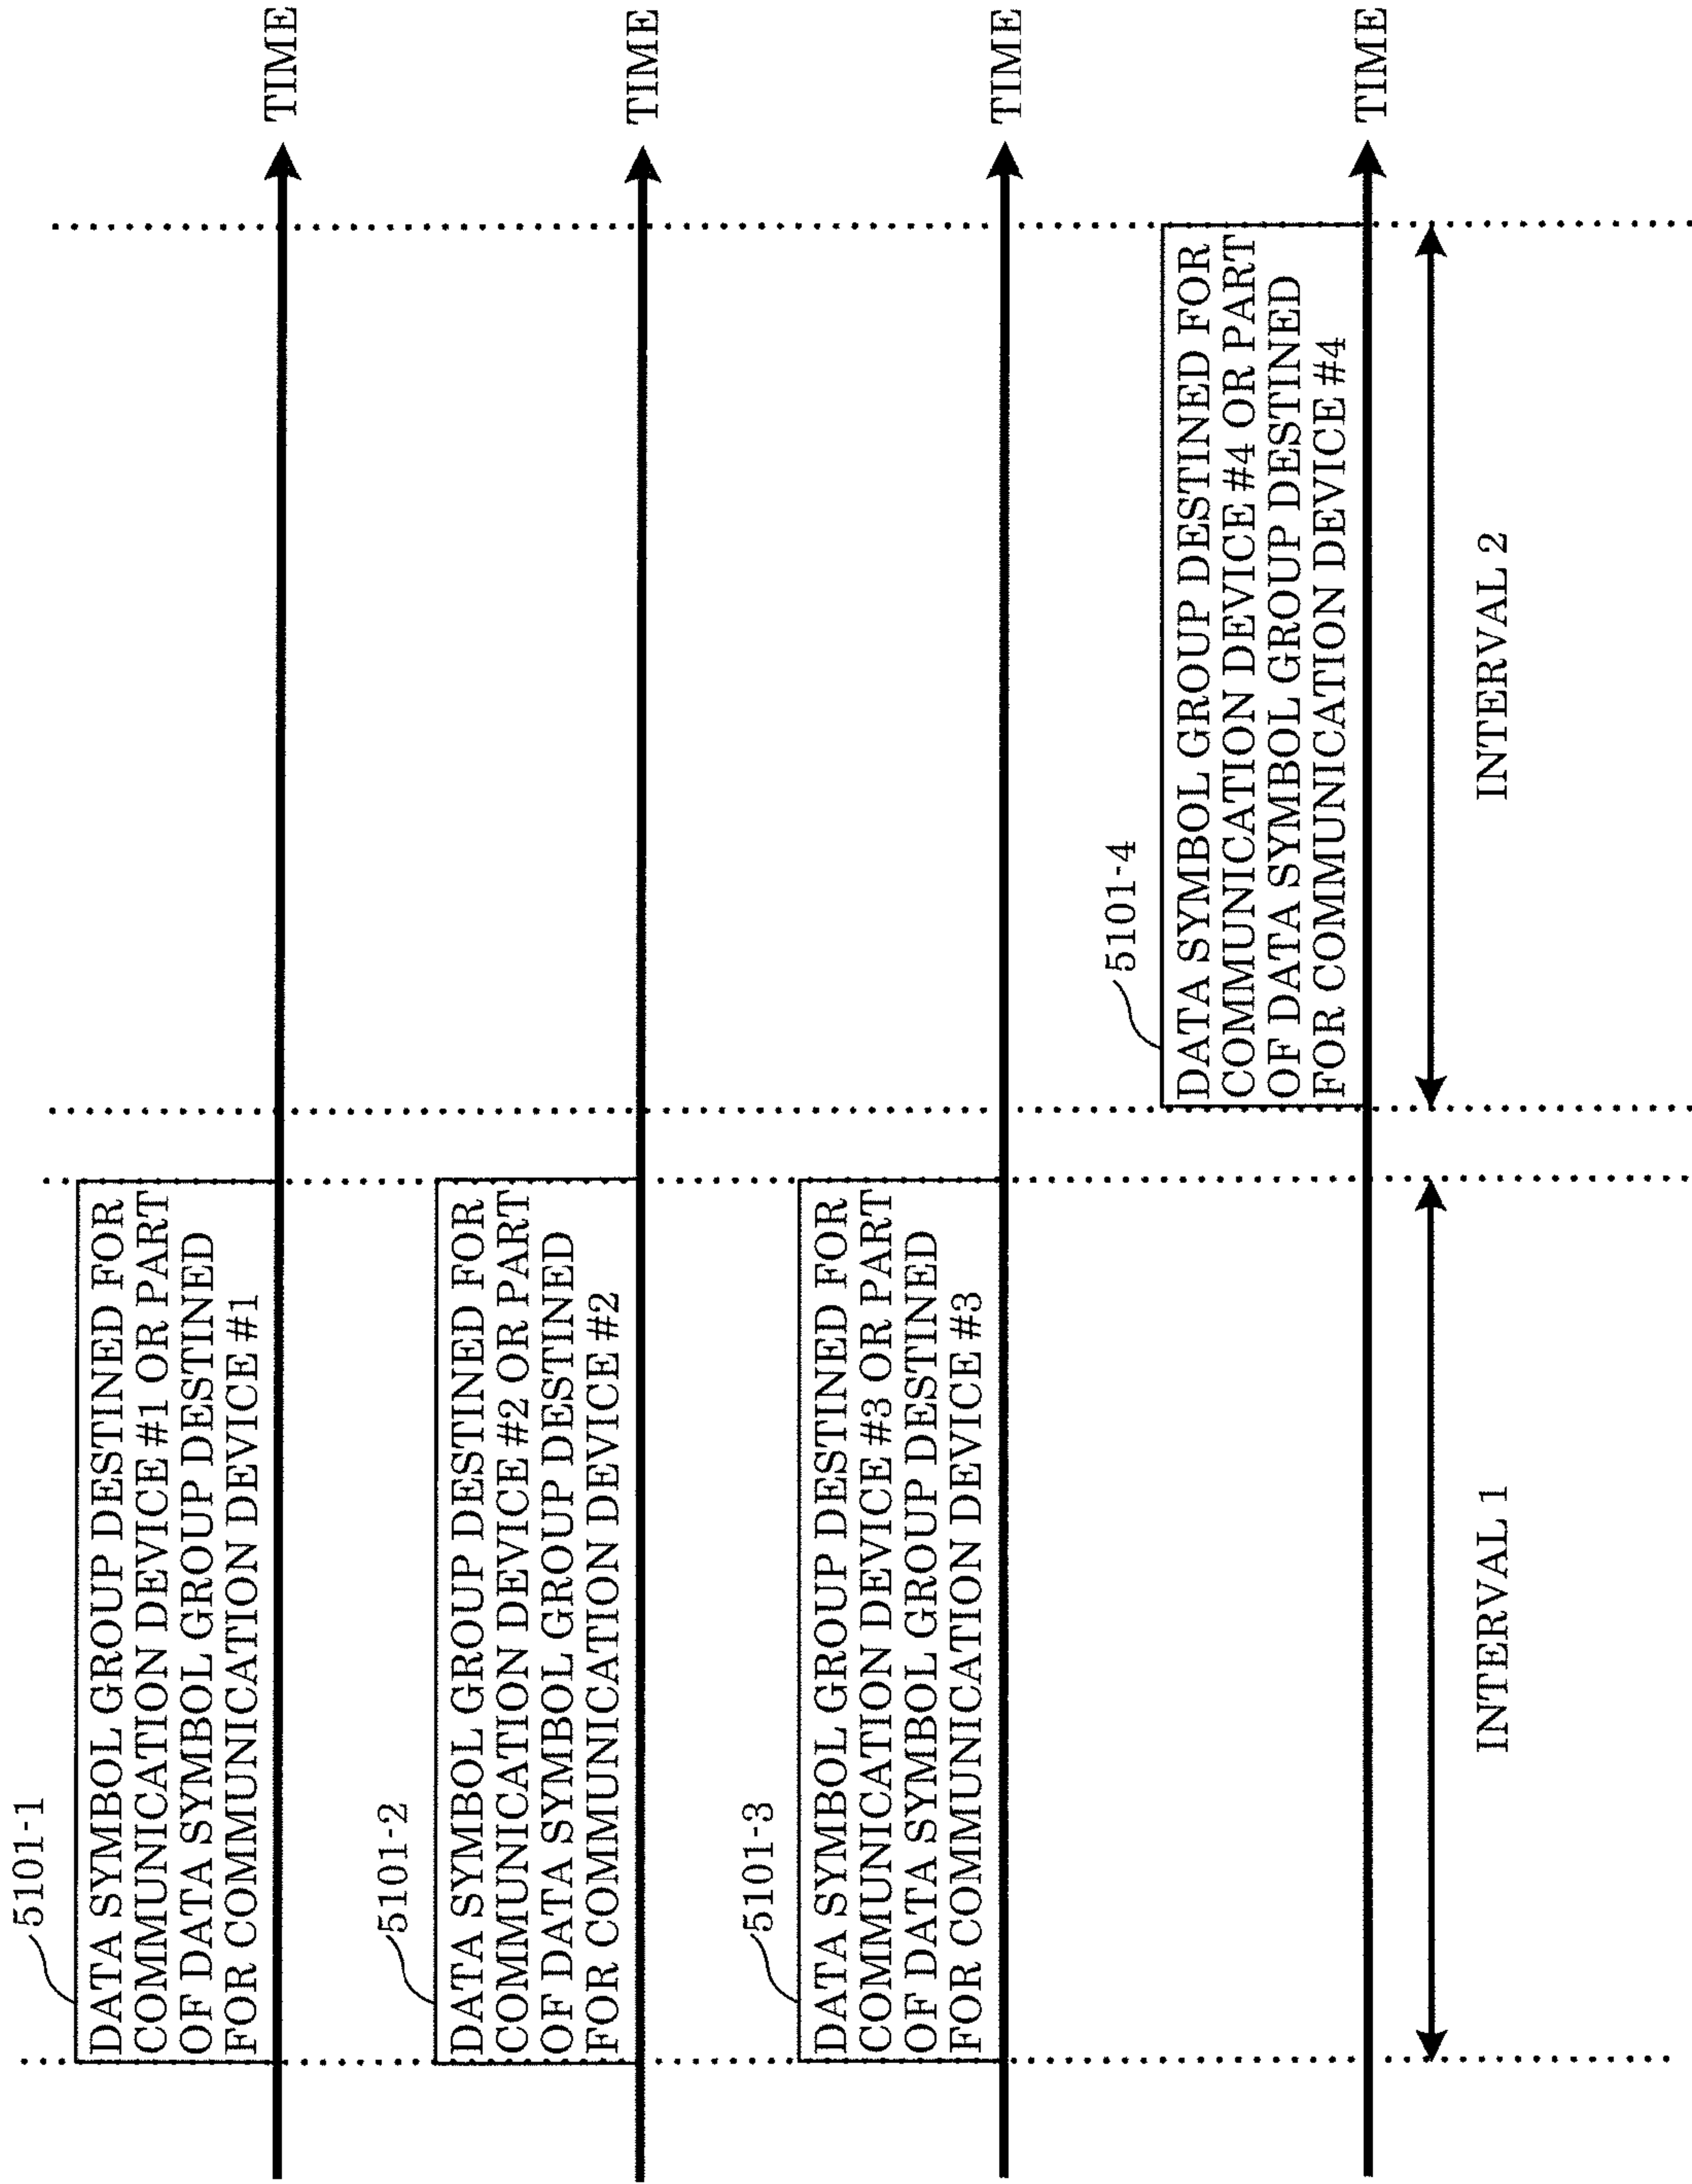 5101-1
DATA SYMBOL GROUP DESTINED FOR
COMMUNICATION DEVICE #1 OR PART
OF DATA SYMBOL GROUP DESTINED
FOR COMMUNICATION DEVICE #1
TIME
5101-2
DATA SYMBOL GROUP DESTINED FOR
COMMUNICATION DEVICE #2 OR PART
OF DATA SYMBOL GROUP DESTINED
FOR COMMUNICATION DEVICE #2
TIME
5101-3
DATA SYMBOL GROUP DESTINED FOR
COMMUNICATION DEVICE #3 OR PART
OF DATA SYMBOL GROUP DESTINED
FOR COMMUNICATION DEVICE #3
TIME
5101-4
DATA SYMBOL GROUP DESTINED FOR
COMMUNICATION DEVICE #4 OR PART
OF DATA SYMBOL GROUP DESTINED
FOR COMMUNICATION DEVICE #4
TIME
INTERVAL 1
INTERVAL 2